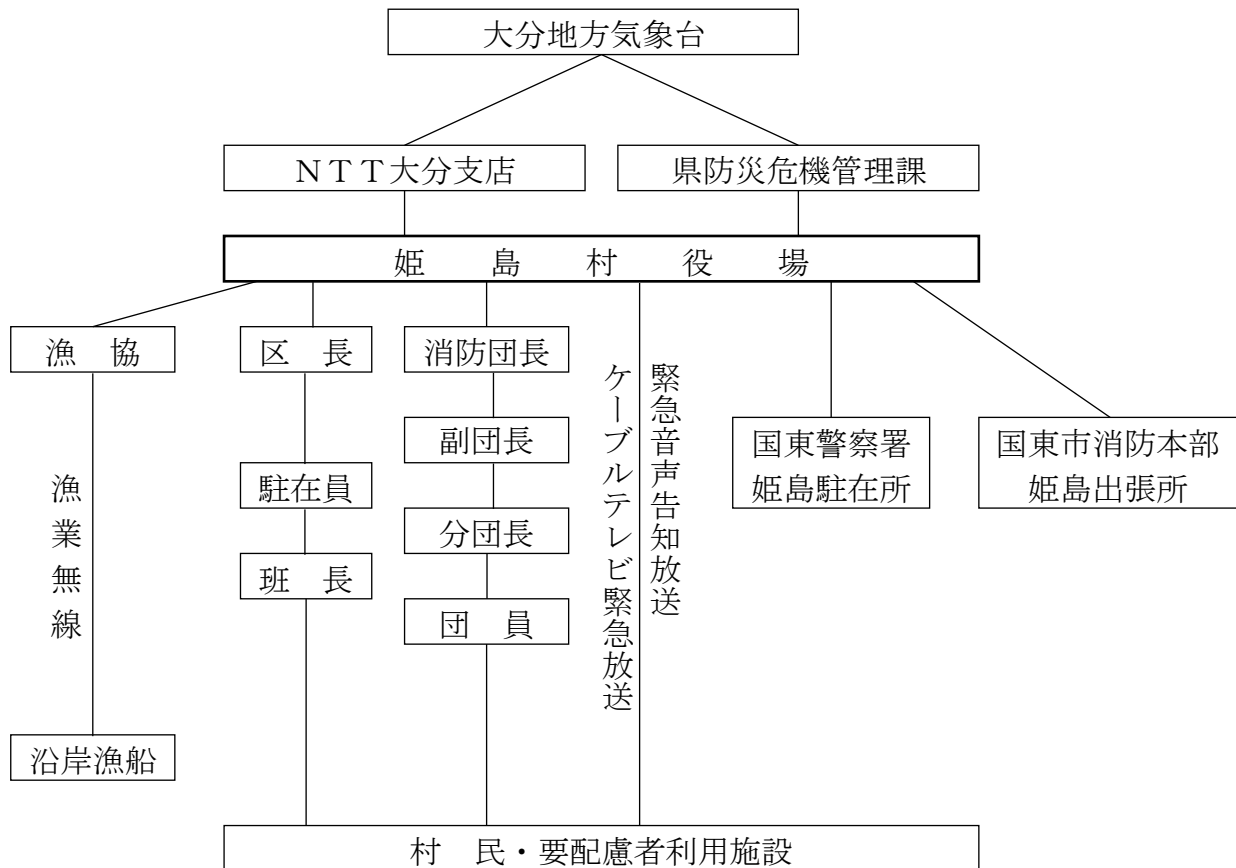 大分地方気象台
ＮＴＴ大分支店
県防災危機管理課
姫島村役場
漁　協
区　長
消防団長
緊急音声告知放送
ケーブルテレビ緊急放送
国東警察署
姫島駐在所
国東市消防本部
姫島出張所
副団長
漁業無線
駐在員
分団長
班　長
団　員
沿岸漁船
村　民・要配慮者利用施設